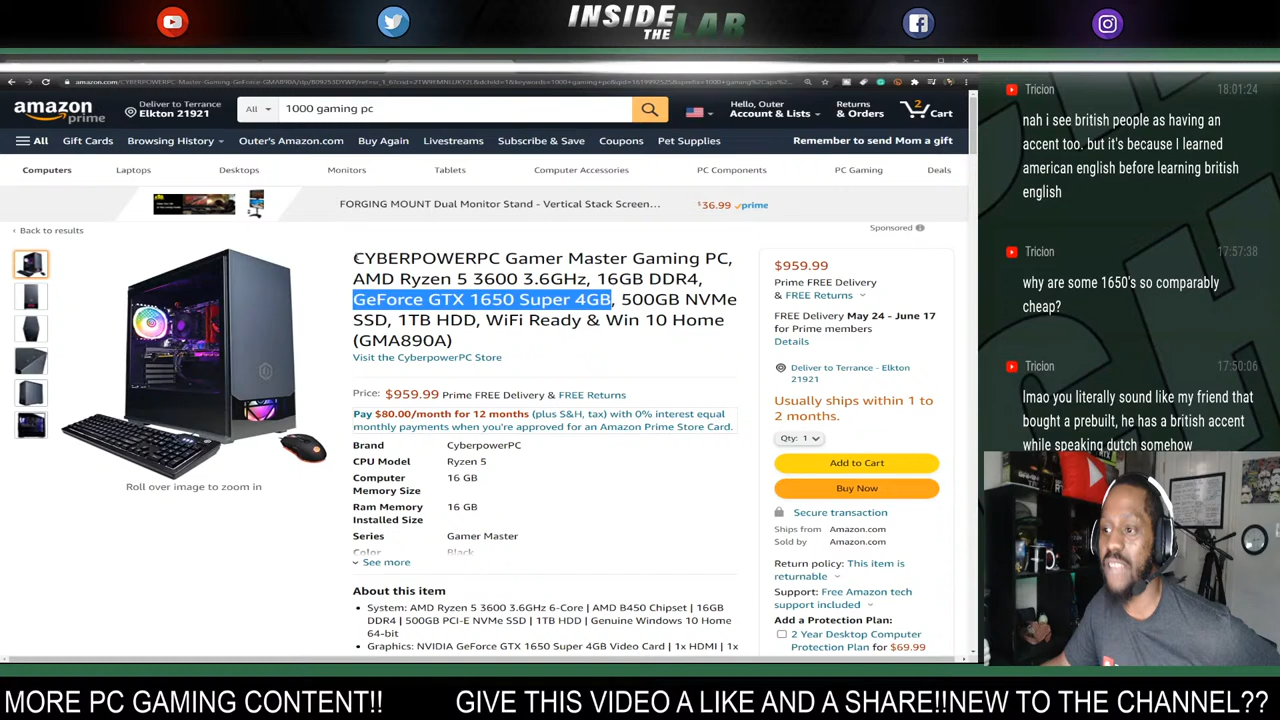 INSIDE
THE LAB
amazon prime
Deliver to Terrance
Elkton 21921
All
1000 gaming pc
Hello, Outer
Account & Lists
Returns
& Orders
2
Cart
All
Gift Cards
Browsing History
Outer's Amazon.com
Buy Again
Livestreams
Subscribe & Save
Coupons
Pet Supplies
Remember to send Mom a gift
Computers
Laptops
Desktops
Monitors
Tablets
Computer Accessories
PC Components
PC Gaming
Deals
FORGING MOUNT Dual Monitor Stand - Vertical Stack Screen…
$36.99 prime
Sponsored
‹ Back to results
CYBERPOWERPC Gamer Master Gaming PC,
AMD Ryzen 5 3600 3.6GHz, 16GB DDR4,
GeForce GTX 1650 Super 4GB, 500GB NVMe
SSD, 1TB HDD, WiFi Ready & Win 10 Home
(GMA890A)
Visit the CyberpowerPC Store
Price: $959.99 Prime FREE Delivery & FREE Returns
Pay $80.00/month for 12 months (plus S&H, tax) with 0% interest equal
monthly payments when you're approved for an Amazon Prime Store Card.
Brand CyberpowerPC
CPU Model Ryzen 5
Computer 16 GB
Memory Size
Ram Memory 16 GB
Installed Size
Series Gamer Master
Color Black
See more
About this item
• System: AMD Ryzen 5 3600 3.6GHz 6-Core | AMD B450 Chipset | 16GB
DDR4 | 500GB PCI-E NVMe SSD | 1TB HDD | Genuine Windows 10 Home
64-bit
• Graphics: NVIDIA GeForce GTX 1650 Super 4GB Video Card | 1x HDMI | 1x
Roll over image to zoom in
$959.99
Prime FREE Delivery
& FREE Returns
FREE Delivery May 24 - June 17
for Prime members
Details
Deliver to Terrance - Elkton
21921
Usually ships within 1 to
2 months.
Qty: 1
Add to Cart
Buy Now
Secure transaction
Ships from Amazon.com
Sold by Amazon.com
Return policy: This item is
returnable
Support: Free Amazon tech
support included
Add a Protection Plan:
2 Year Desktop Computer
Protection Plan for $69.99
Tricion 18:01:24
nah i see british people as having an
accent too. but it's because I learned
american english before learning british
english
Tricion 17:57:38
why are some 1650's so comparably
cheap?
Tricion 17:50:06
lmao you literally sound like my friend that
bought a prebuilt, he has a british accent
while speaking dutch somehow
MORE PC GAMING CONTENT!!
GIVE THIS VIDEO A LIKE AND A SHARE!!NEW TO THE CHANNEL??